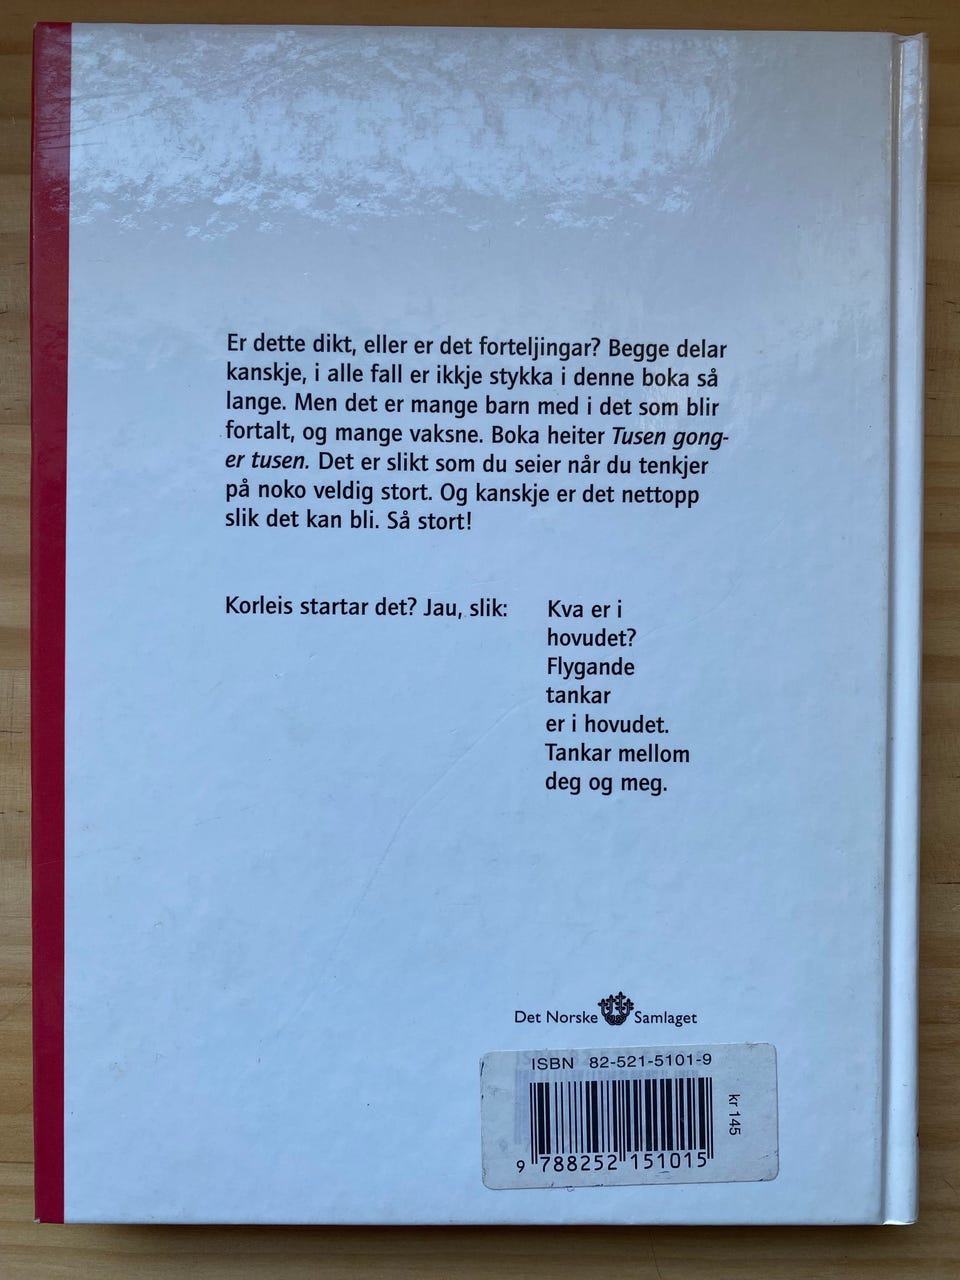 Er dette dikt, eller er det forteljingar? Begge delar
kanskje, i alle fall er ikkje stykka i denne boka så
lange. Men det er mange barn med i det som blir
fortalt, og mange vaksne. Boka heiter Tusen gong-
er tusen. Det er slikt som du seier når du tenkjer
på noko veldig stort. Og kanskje er det nettopp
slik det kan bli. Så stort!
Korleis startar det? Jau, slik:
Kva er i
hovudet?
Flygande
tankar
er i hovudet.
Tankar mellom
deg og meg.
Det Norske Samlaget
ISBN 82-521-5101-9
kr 145
9 788252 151015